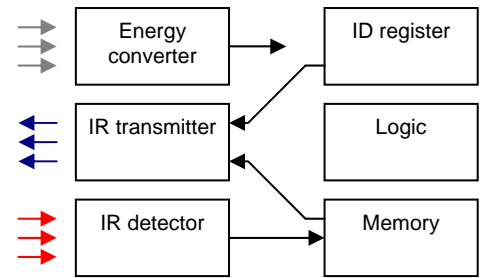 Energy
converter
ID register
IR transmitter
Logic
IR detector
Memory